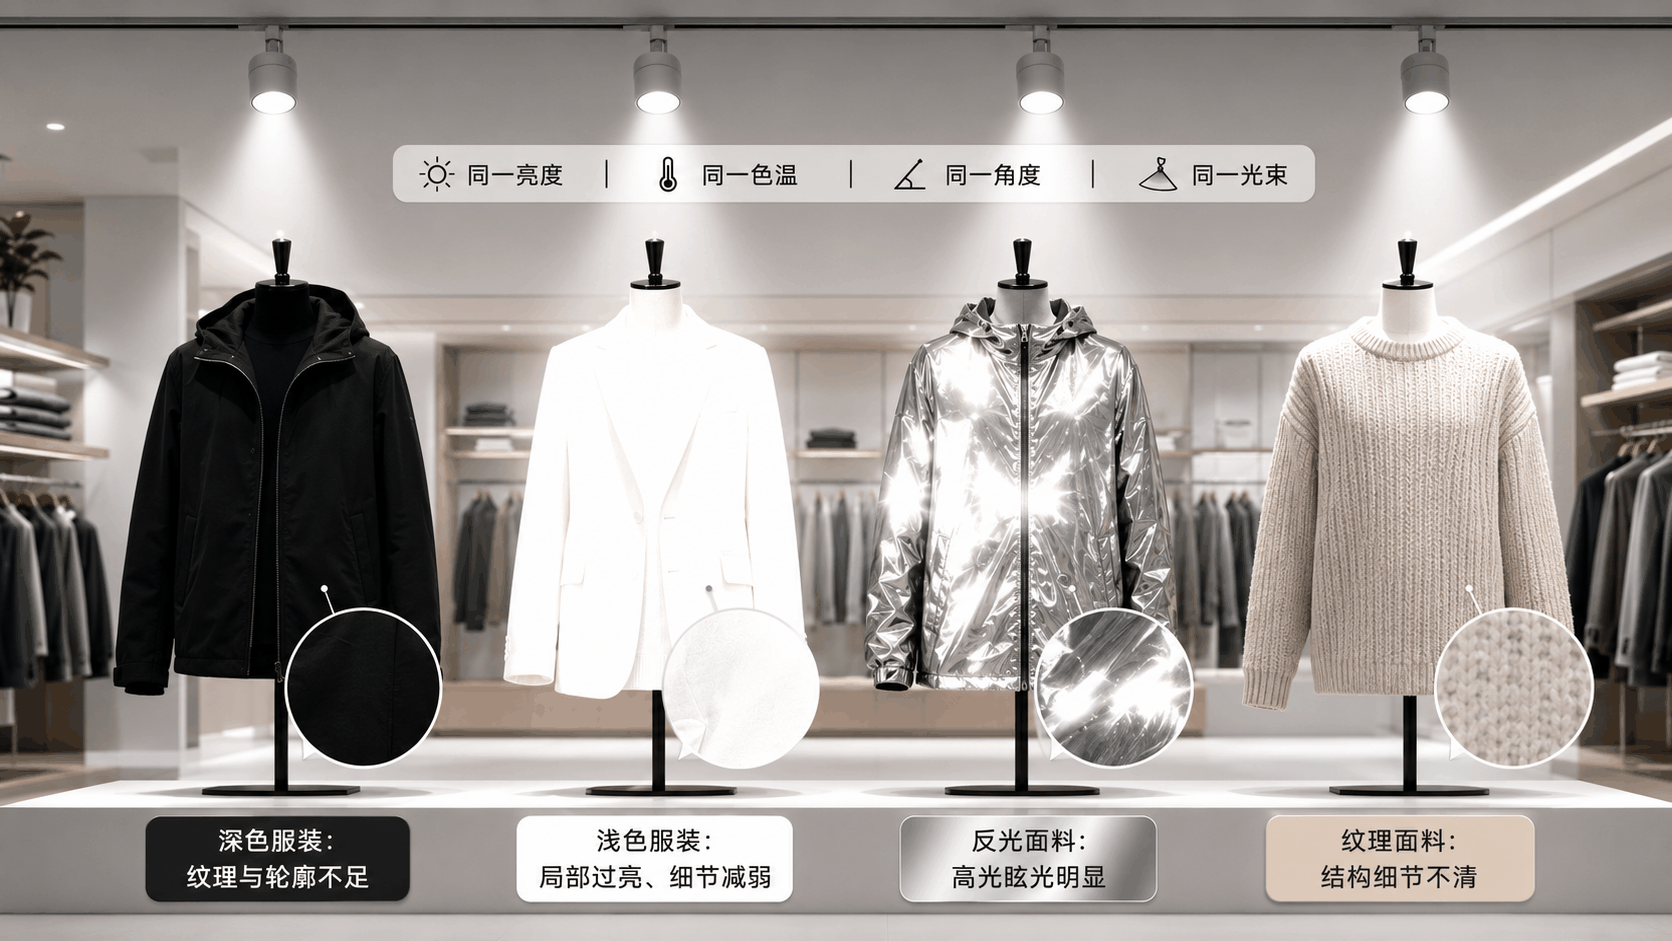 同一亮度 | 同一色温 | 同一角度 | 同一光束
深色服装：
纹理与轮廓不足
浅色服装：
局部过亮、细节减弱
反光面料：
高光眩光明显
纹理面料：
结构细节不清